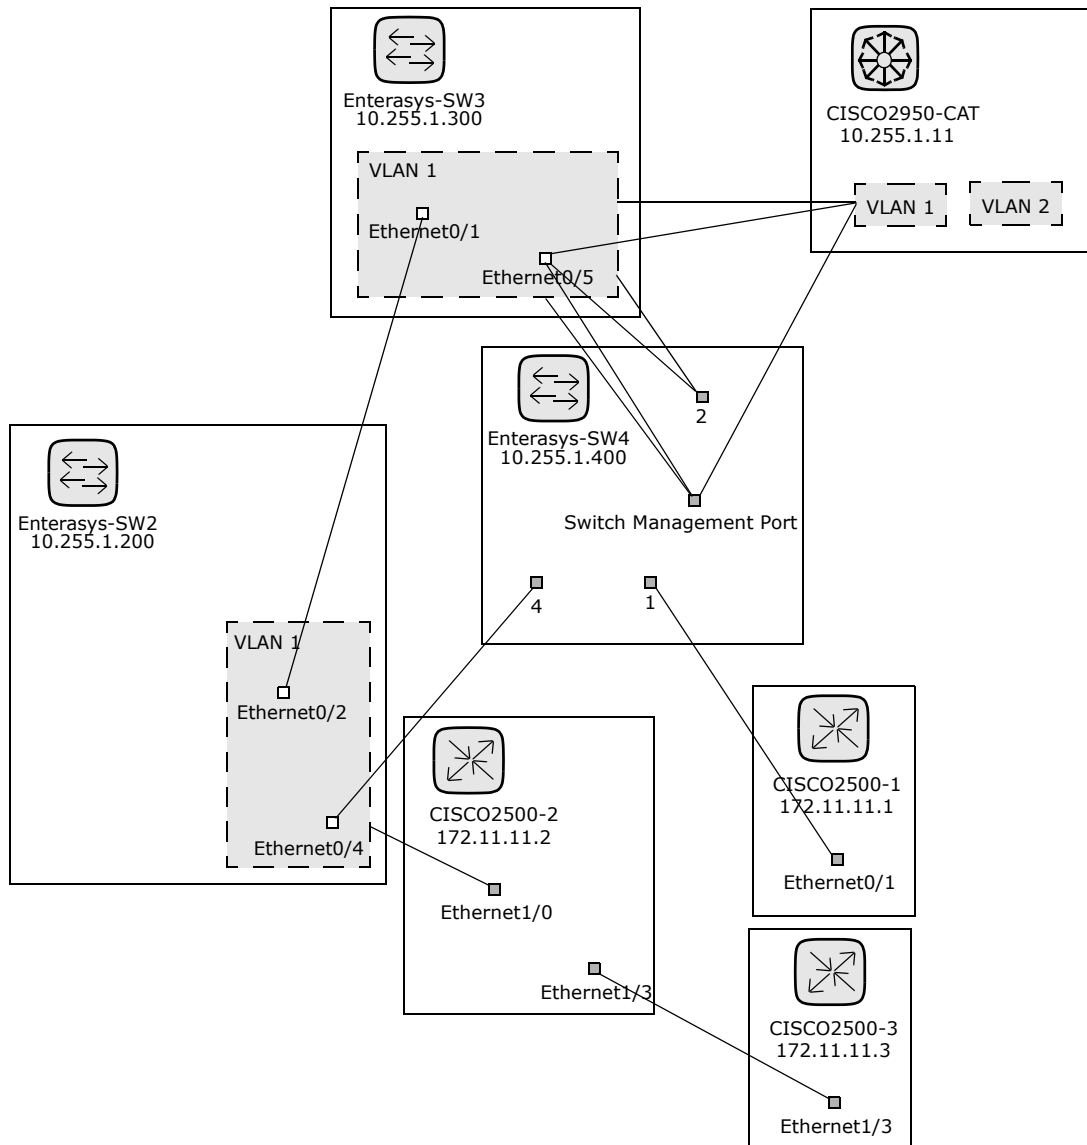 Enterasys-SW3
10.255.1.300
VLAN 1
Ethernet0/1
Ethernet0/5
CISCO2950-CAT
10.255.1.11
VLAN 1
VLAN 2
Enterasys-SW4
10.255.1.400
2
Switch Management Port
4
1
Enterasys-SW2
10.255.1.200
VLAN 1
Ethernet0/2
Ethernet0/4
CISCO2500-2
172.11.11.2
Ethernet1/0
Ethernet1/3
CISCO2500-1
172.11.11.1
Ethernet0/1
CISCO2500-3
172.11.11.3
Ethernet1/3